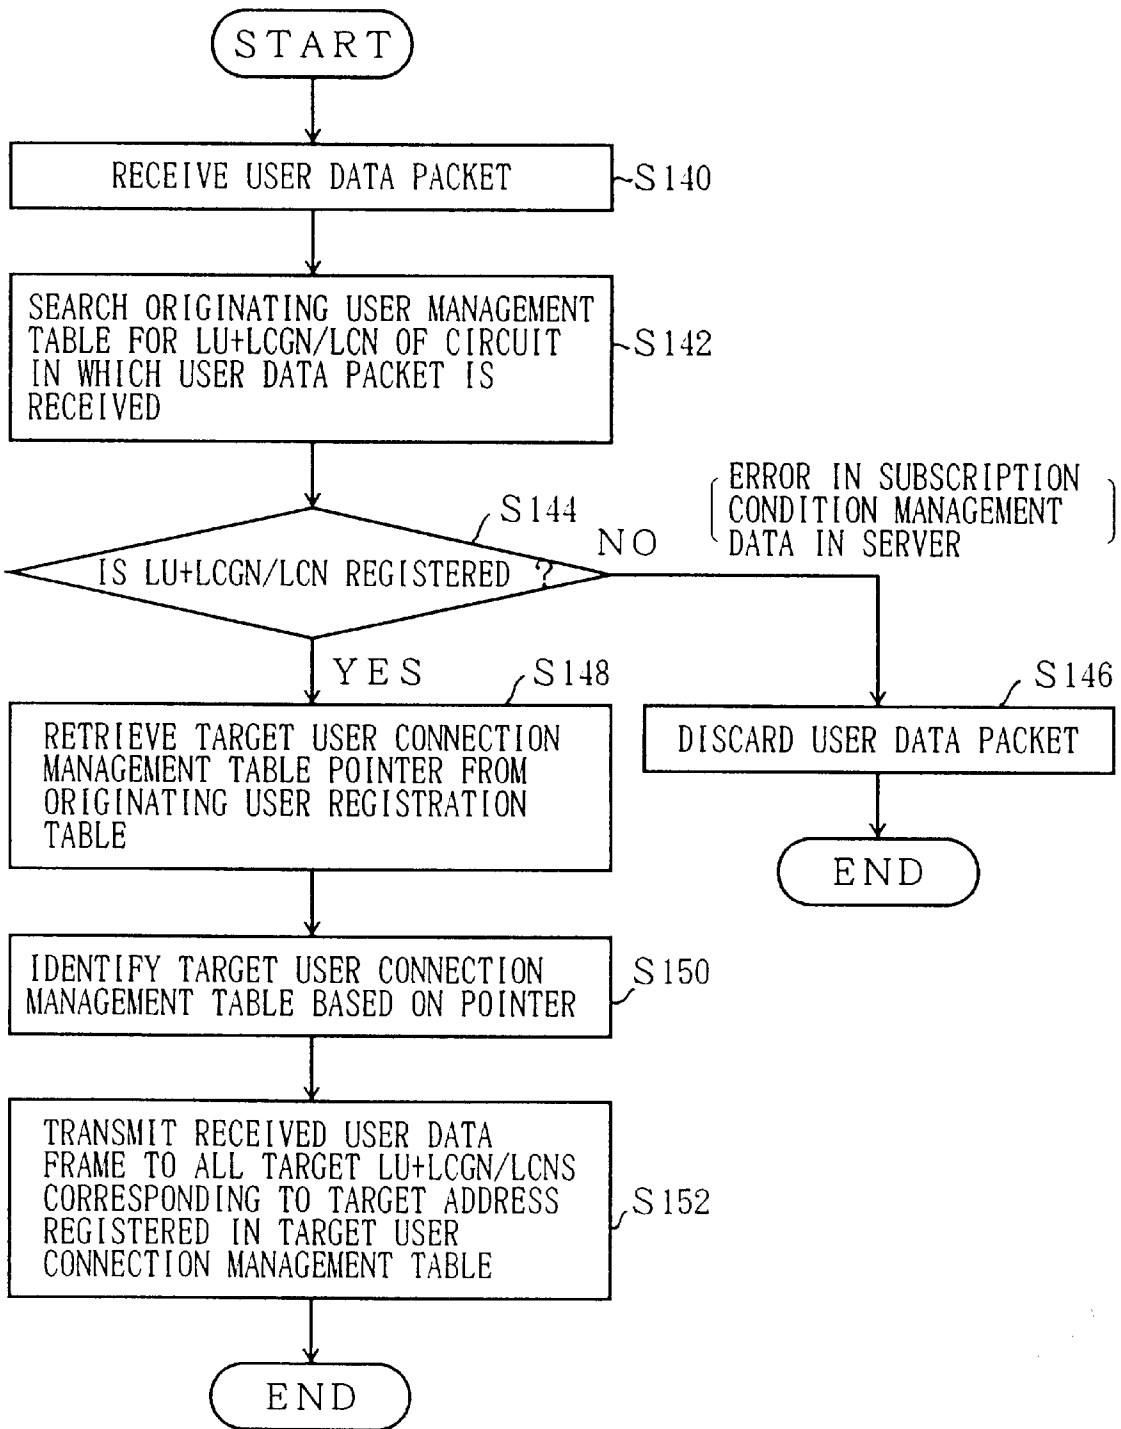 START
RECEIVE USER DATA PACKET
S140
SEARCH ORIGINATING USER MANAGEMENT
TABLE FOR LU+LCGN/LCN OF CIRCUIT
IN WHICH USER DATA PACKET IS
RECEIVED
S142
S144
IS LU+LCGN/LCN REGISTERED ?
NO
ERROR IN SUBSCRIPTION
CONDITION MANAGEMENT
DATA IN SERVER
YES
S148
RETRIEVE TARGET USER CONNECTION
MANAGEMENT TABLE POINTER FROM
ORIGINATING USER REGISTRATION
TABLE
S146
DISCARD USER DATA PACKET
END
IDENTIFY TARGET USER CONNECTION
MANAGEMENT TABLE BASED ON POINTER
S150
TRANSMIT RECEIVED USER DATA
FRAME TO ALL TARGET LU+LCGN/LCNS
CORRESPONDING TO TARGET ADDRESS
REGISTERED IN TARGET USER
CONNECTION MANAGEMENT TABLE
S152
END